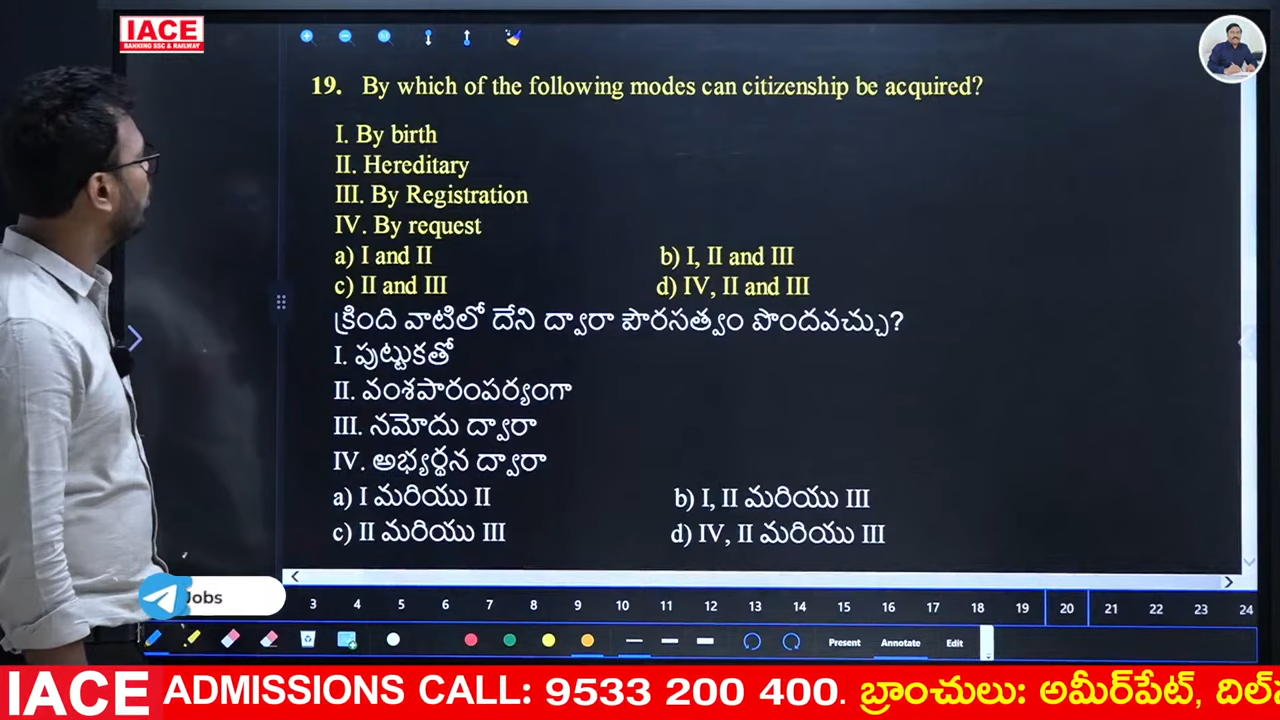 IACE
BANKING SSC & RAILWAY
19. By which of the following modes can citizenship be acquired?
I. By birth
II. Hereditary
III. By Registration
IV. By request
a) I and II b) I, II and III
c) II and III d) IV, II and III
క్రింది వాటిలో దేని ద్వారా పౌరసత్వం పొందవచ్చు?
I. పుట్టుకతో
II. వంశపారంపర్యంగా
III. నమోదు ద్వారా
IV. అభ్యర్థన ద్వారా
a) I మరియు II b) I, II మరియు III
c) II మరియు III d) IV, II మరియు III
Jobs
3 4 5 6 7 8 9 10 11 12 13 14 15 16 17 18 19 20 21 22 23 24
Present Annotate Edit
IACE ADMISSIONS CALL: 9533 200 400. బ్రాంచులు: అమీర్‌పేట్,